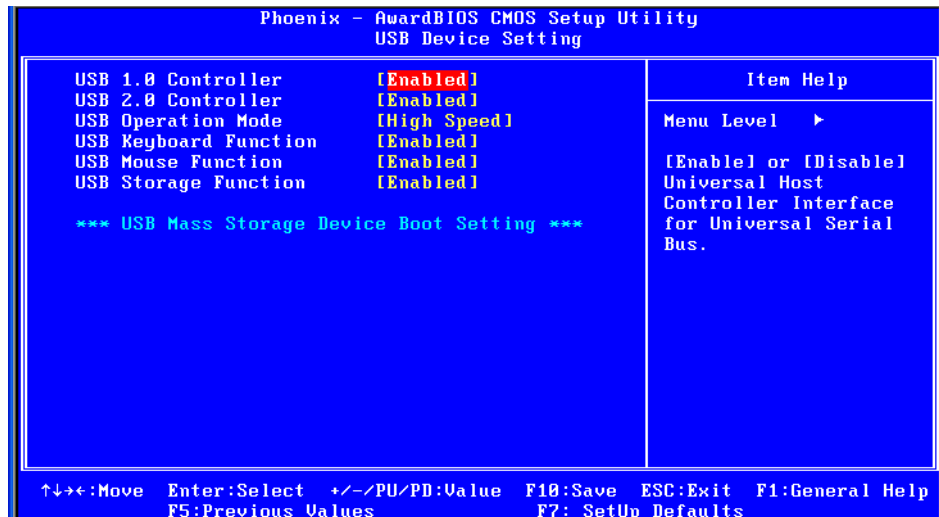 Phoenix - AwardBIOS CMOS Setup Utility
USB Device Setting
USB 1.0 Controller [Enabled]
USB 2.0 Controller [Enabled]
USB Operation Mode [High Speed]
USB Keyboard Function [Enabled]
USB Mouse Function [Enabled]
USB Storage Function [Enabled]
*** USB Mass Storage Device Boot Setting ***
Item Help
Menu Level ▸
[Enable] or [Disable]
Universal Host
Controller Interface
for Universal Serial
Bus.
↑↓→←:Move Enter:Select +/-/PU/PD:Value F10:Save ESC:Exit F1:General Help
F5:Previous Values F7: SetUp Defaults